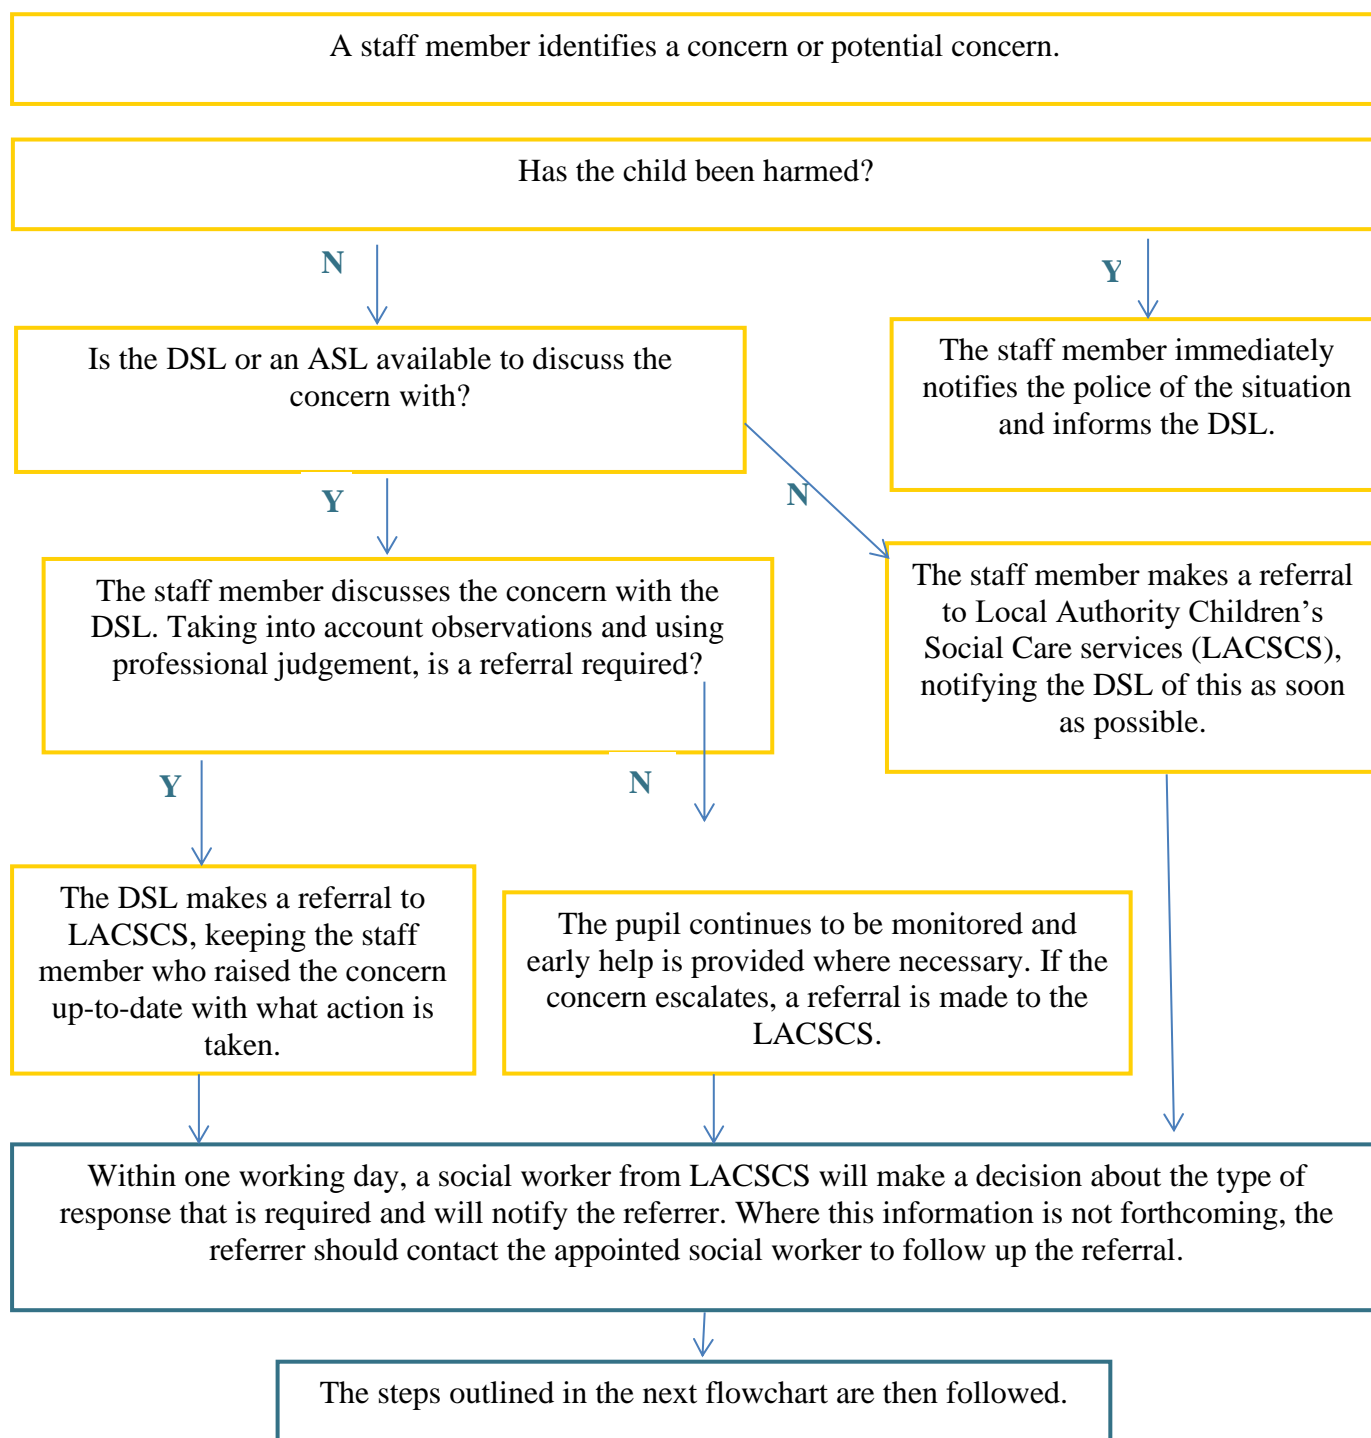 A staff member identifies a concern or potential concern.
Has the child been harmed?
N
Y
Is the DSL or an ASL available to discuss the
concern with?
The staff member immediately
notifies the police of the situation
and informs the DSL.
Y
N
The staff member discusses the concern with the
DSL. Taking into account observations and using
professional judgement, is a referral required?
The staff member makes a referral
to Local Authority Children’s
Social Care services (LACSCS),
notifying the DSL of this as soon
as possible.
Y
N
The DSL makes a referral to
LACSCS, keeping the staff
member who raised the concern
up-to-date with what action is
taken.
The pupil continues to be monitored and
early help is provided where necessary. If the
concern escalates, a referral is made to the
LACSCS.
Within one working day, a social worker from LACSCS will make a decision about the type of
response that is required and will notify the referrer. Where this information is not forthcoming, the
referrer should contact the appointed social worker to follow up the referral.
The steps outlined in the next flowchart are then followed.